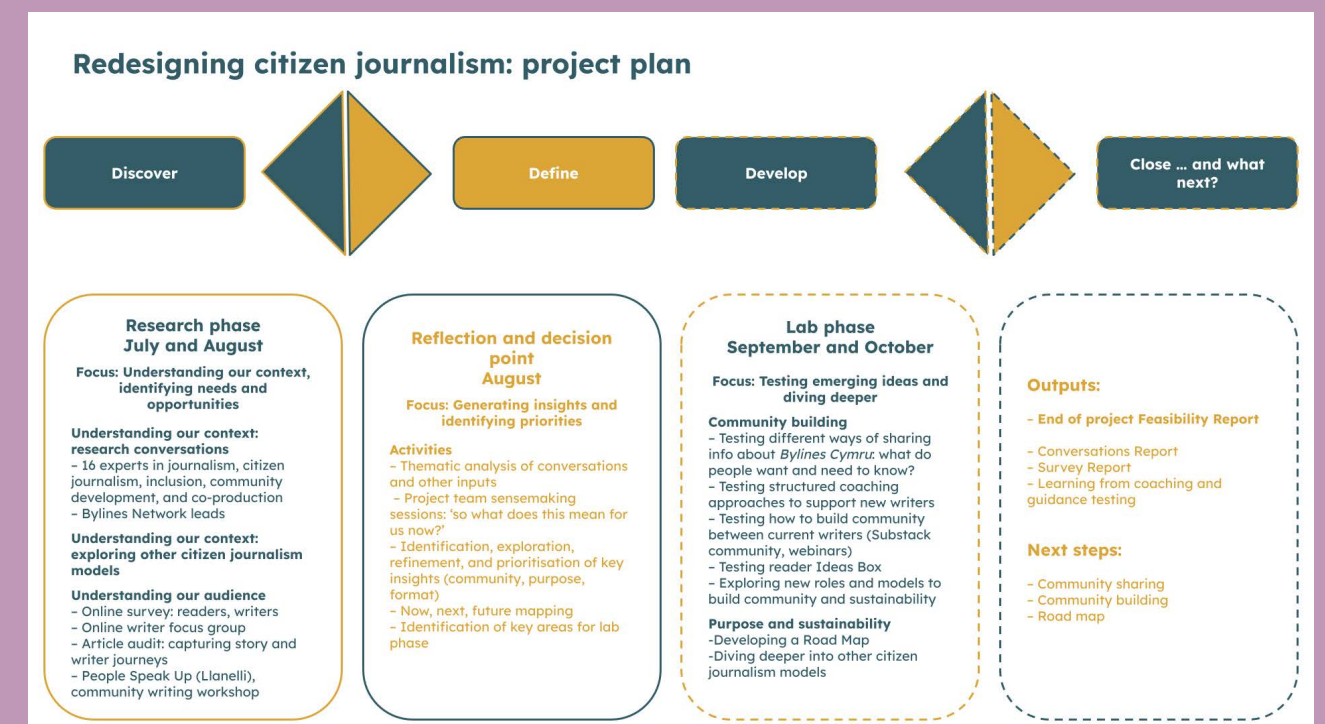 Redesigning citizen journalism: project plan
Discover
Define
Develop
Close ... and what
next?
Research phase
July and August
Focus: Understanding our context,
identifying needs and
opportunities
Understanding our context:
research conversations
– 16 experts in journalism, citizen
journalism, inclusion, community
development, and co-production
– Bylines Network leads
Understanding our context:
exploring other citizen journalism
models
Understanding our audience
– Online survey: readers, writers
– Online writer focus group
– Article audit: capturing story and
writer journeys
– People Speak Up (Llanelli),
community writing workshop
Reflection and decision
point
August
Focus: Generating insights and
identifying priorities
Activities
– Thematic analysis of conversations
and other inputs
– Project team sensemaking
sessions: ‘so what does this mean for
us now?’
– Identification, exploration,
refinement, and prioritisation of key
insights (community, purpose,
format)
– Now, next, future mapping
– Identification of key areas for lab
phase
Lab phase
September and October
Focus: Testing emerging ideas and
diving deeper
Community building
– Testing different ways of sharing
info about Bylines Cymru: what do
people want and need to know?
– Testing structured coaching
approaches to support new writers
– Testing how to build community
between current writers (Substack
community, webinars)
– Testing reader Ideas Box
– Exploring new roles and models to
build community and sustainability
Purpose and sustainability
-Developing a Road Map
-Diving deeper into other citizen
journalism models
Outputs:
– End of project Feasibility Report
– Conversations Report
– Survey Report
– Learning from coaching and
guidance testing
Next steps:
– Community sharing
– Community building
– Road map